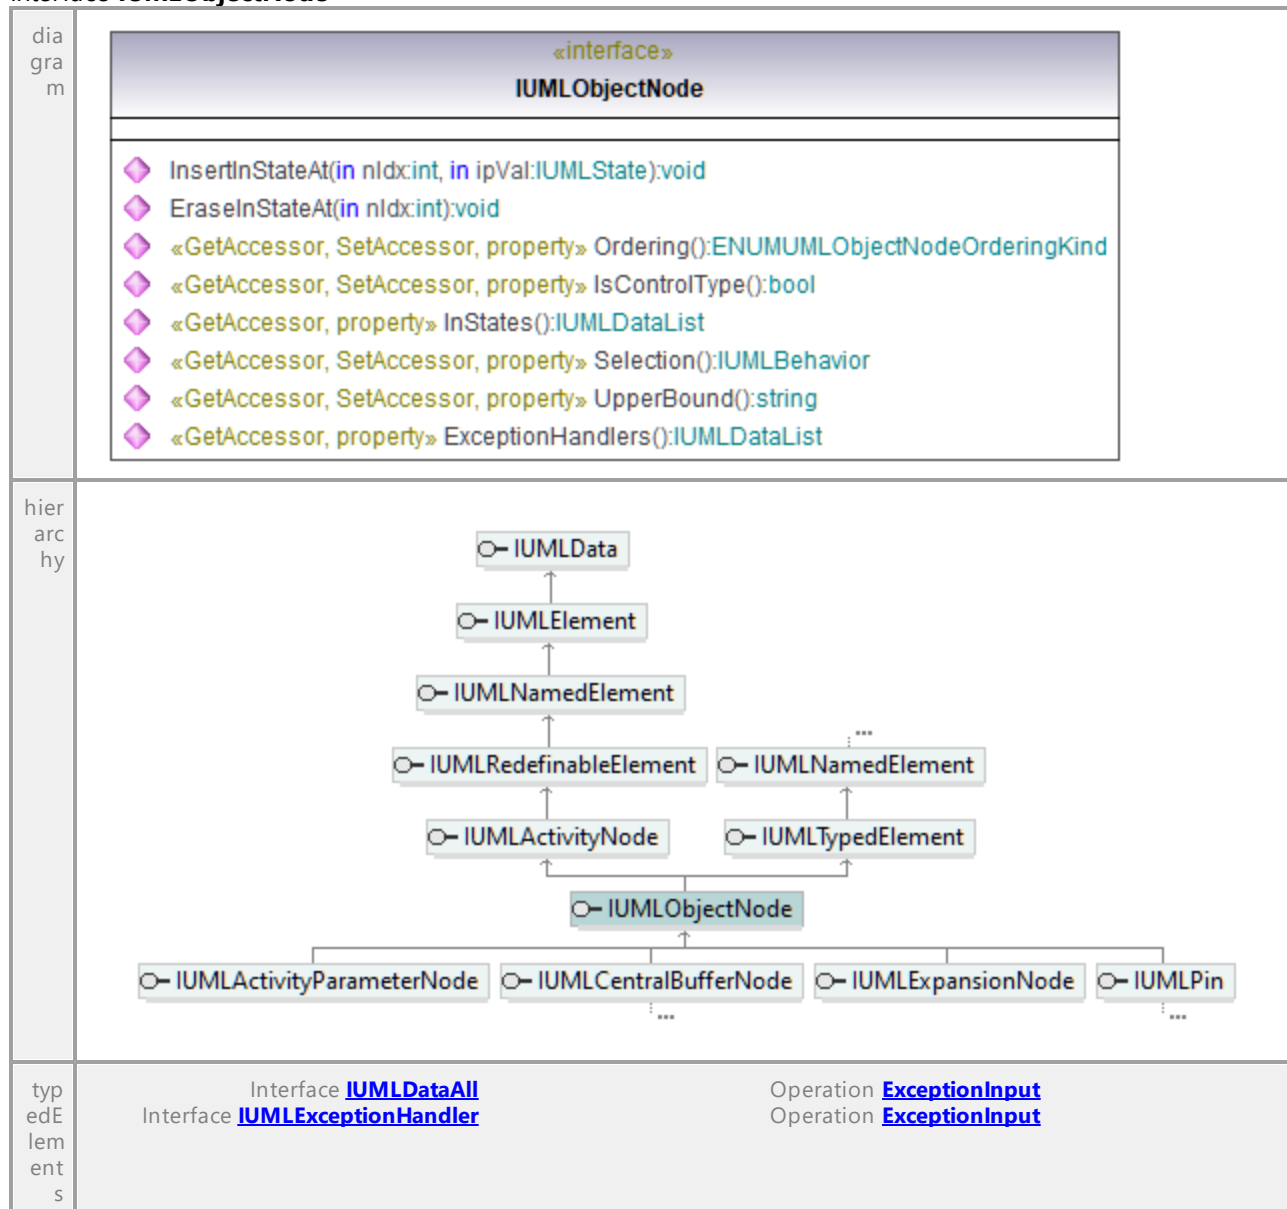 Interface IUMLObjectNode
dia
gra
m
«interface»
IUMLObjectNode
InsertInStateAt(in nIdx:int, in ipVal:IUMLState):void
EraseInStateAt(in nIdx:int):void
«GetAccessor, SetAccessor, property» Ordering():ENUMUMLObjectNodeOrderingKind
«GetAccessor, SetAccessor, property» IsControlType():bool
«GetAccessor, property» InStates():IUMLDataList
«GetAccessor, SetAccessor, property» Selection():IUMLBehavior
«GetAccessor, SetAccessor, property» UpperBound():string
«GetAccessor, property» ExceptionHandlers():IUMLDataList
hier
arc
hy
IUMLData
IUMLElement
IUMLNamedElement
...
IUMLRedefinableElement IUMLNamedElement
IUMLActivityNode IUMLTypedElement
IUMLObjectNode
IUMLActivityParameterNode IUMLCentralBufferNode IUMLExpansionNode IUMLPin
... ...
typ
edE
lem
ent
s
Interface IUMLDataAll Operation ExceptionInput
Interface IUMLExceptionHandler Operation ExceptionInput